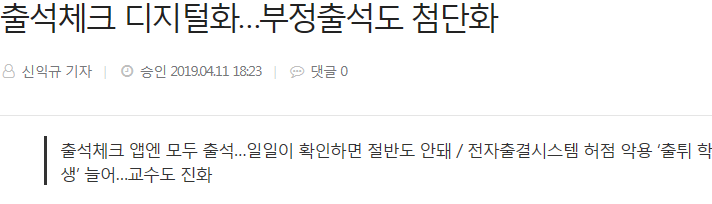 출석체크 디지털화...부정출석도 첨단화
신익규 기자 | 승인 2019.04.11 18:23 | 댓글 0
출석체크 앱엔 모두 출석...일일이 확인하면 절반도 안돼 / 전자출결시스템 허점 악용 '출튀 학
생' 늘어...교수도 진화